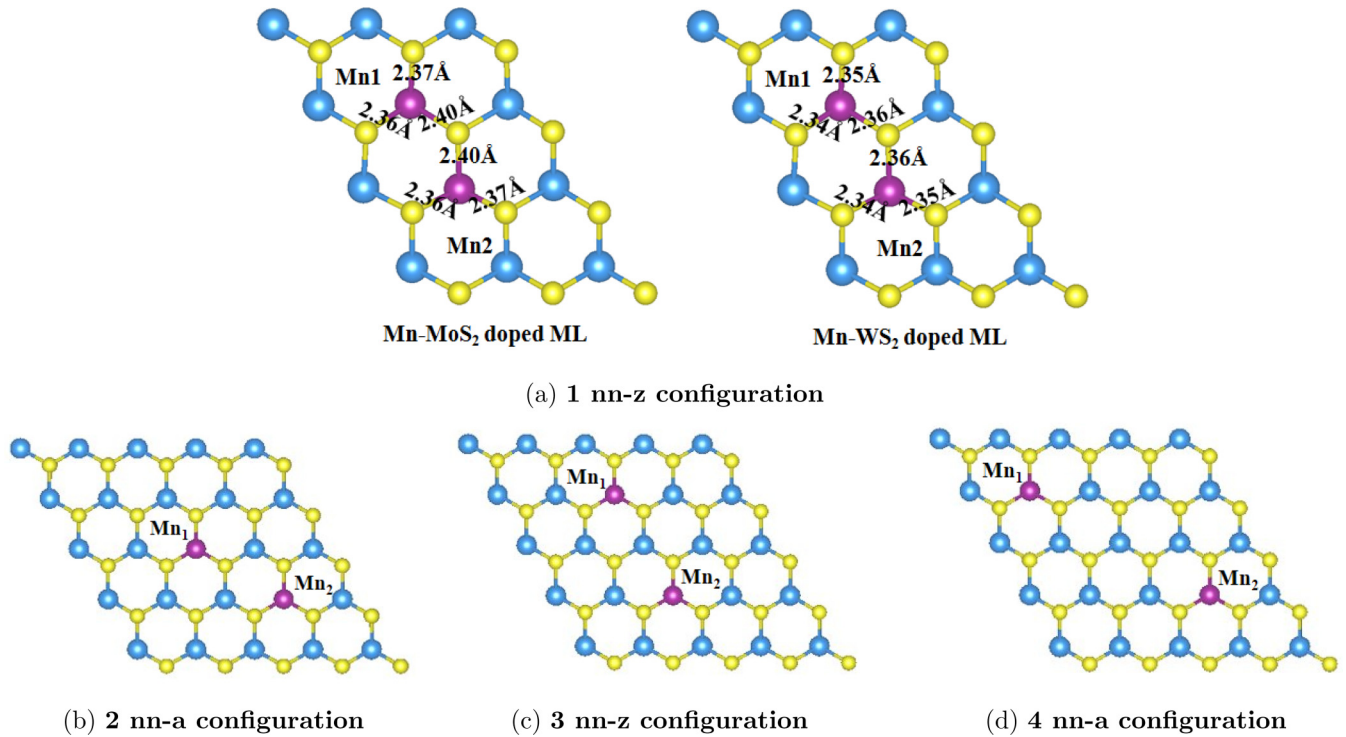 Mn1 2.37Å
2.36Å 2.40Å
2.40Å
2.36Å 2.37Å
Mn2
Mn-MoS₂ doped ML
Mn1 2.35Å
2.34Å 2.36Å
2.36Å
2.34Å 2.35Å
Mn2
Mn-WS₂ doped ML
(a) 1 nn-z configuration
Mn₁
Mn₂
(b) 2 nn-a configuration
Mn₁
Mn₂
(c) 3 nn-z configuration
Mn₁
Mn₂
(d) 4 nn-a configuration